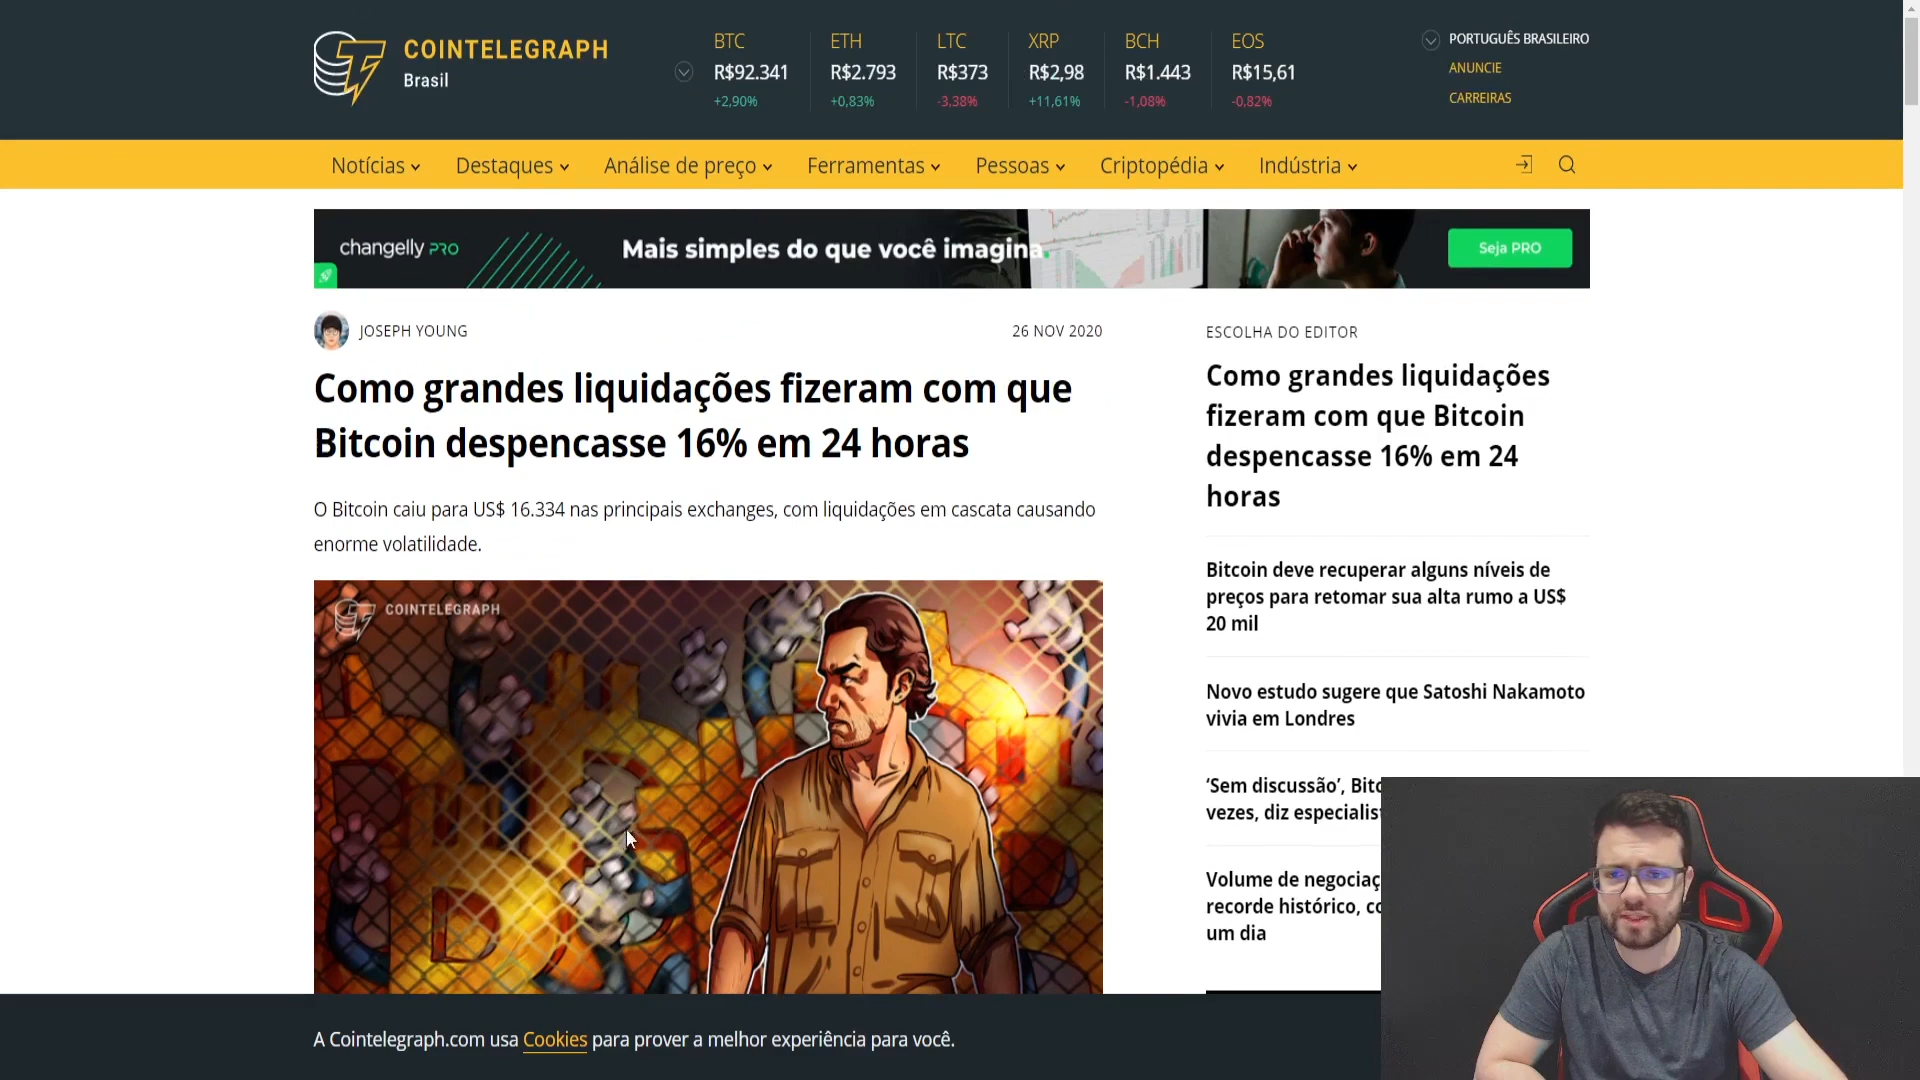 COINTELEGRAPH
Brasil
BTC
R$92.341
+2,90%
ETH
R$2.793
+0,83%
LTC
R$373
-3,38%
XRP
R$2,98
+11,61%
BCH
R$1.443
-1,08%
EOS
R$15,61
-0,82%
PORTUGUÊS BRASILEIRO
ANUNCIE
CARREIRAS
Notícias
Destaques
Análise de preço
Ferramentas
Pessoas
Criptopédia
Indústria
changelly PRO
Mais simples do que você imagina.
Seja PRO
JOSEPH YOUNG
26 NOV 2020
Como grandes liquidações fizeram com que
Bitcoin despencasse 16% em 24 horas
O Bitcoin caiu para US$ 16.334 nas principais exchanges, com liquidações em cascata causando
enorme volatilidade.
COINTELEGRAPH
ESCOLHA DO EDITOR
Como grandes liquidações
fizeram com que Bitcoin
despencasse 16% em 24
horas
Bitcoin deve recuperar alguns níveis de
preços para retomar sua alta rumo a US$
20 mil
Novo estudo sugere que Satoshi Nakamoto
vivia em Londres
‘Sem discussão’,
vezes, diz
Volume de
recorde histórico,
um dia
A Cointelegraph.com usa Cookies para prover a melhor experiência para você.